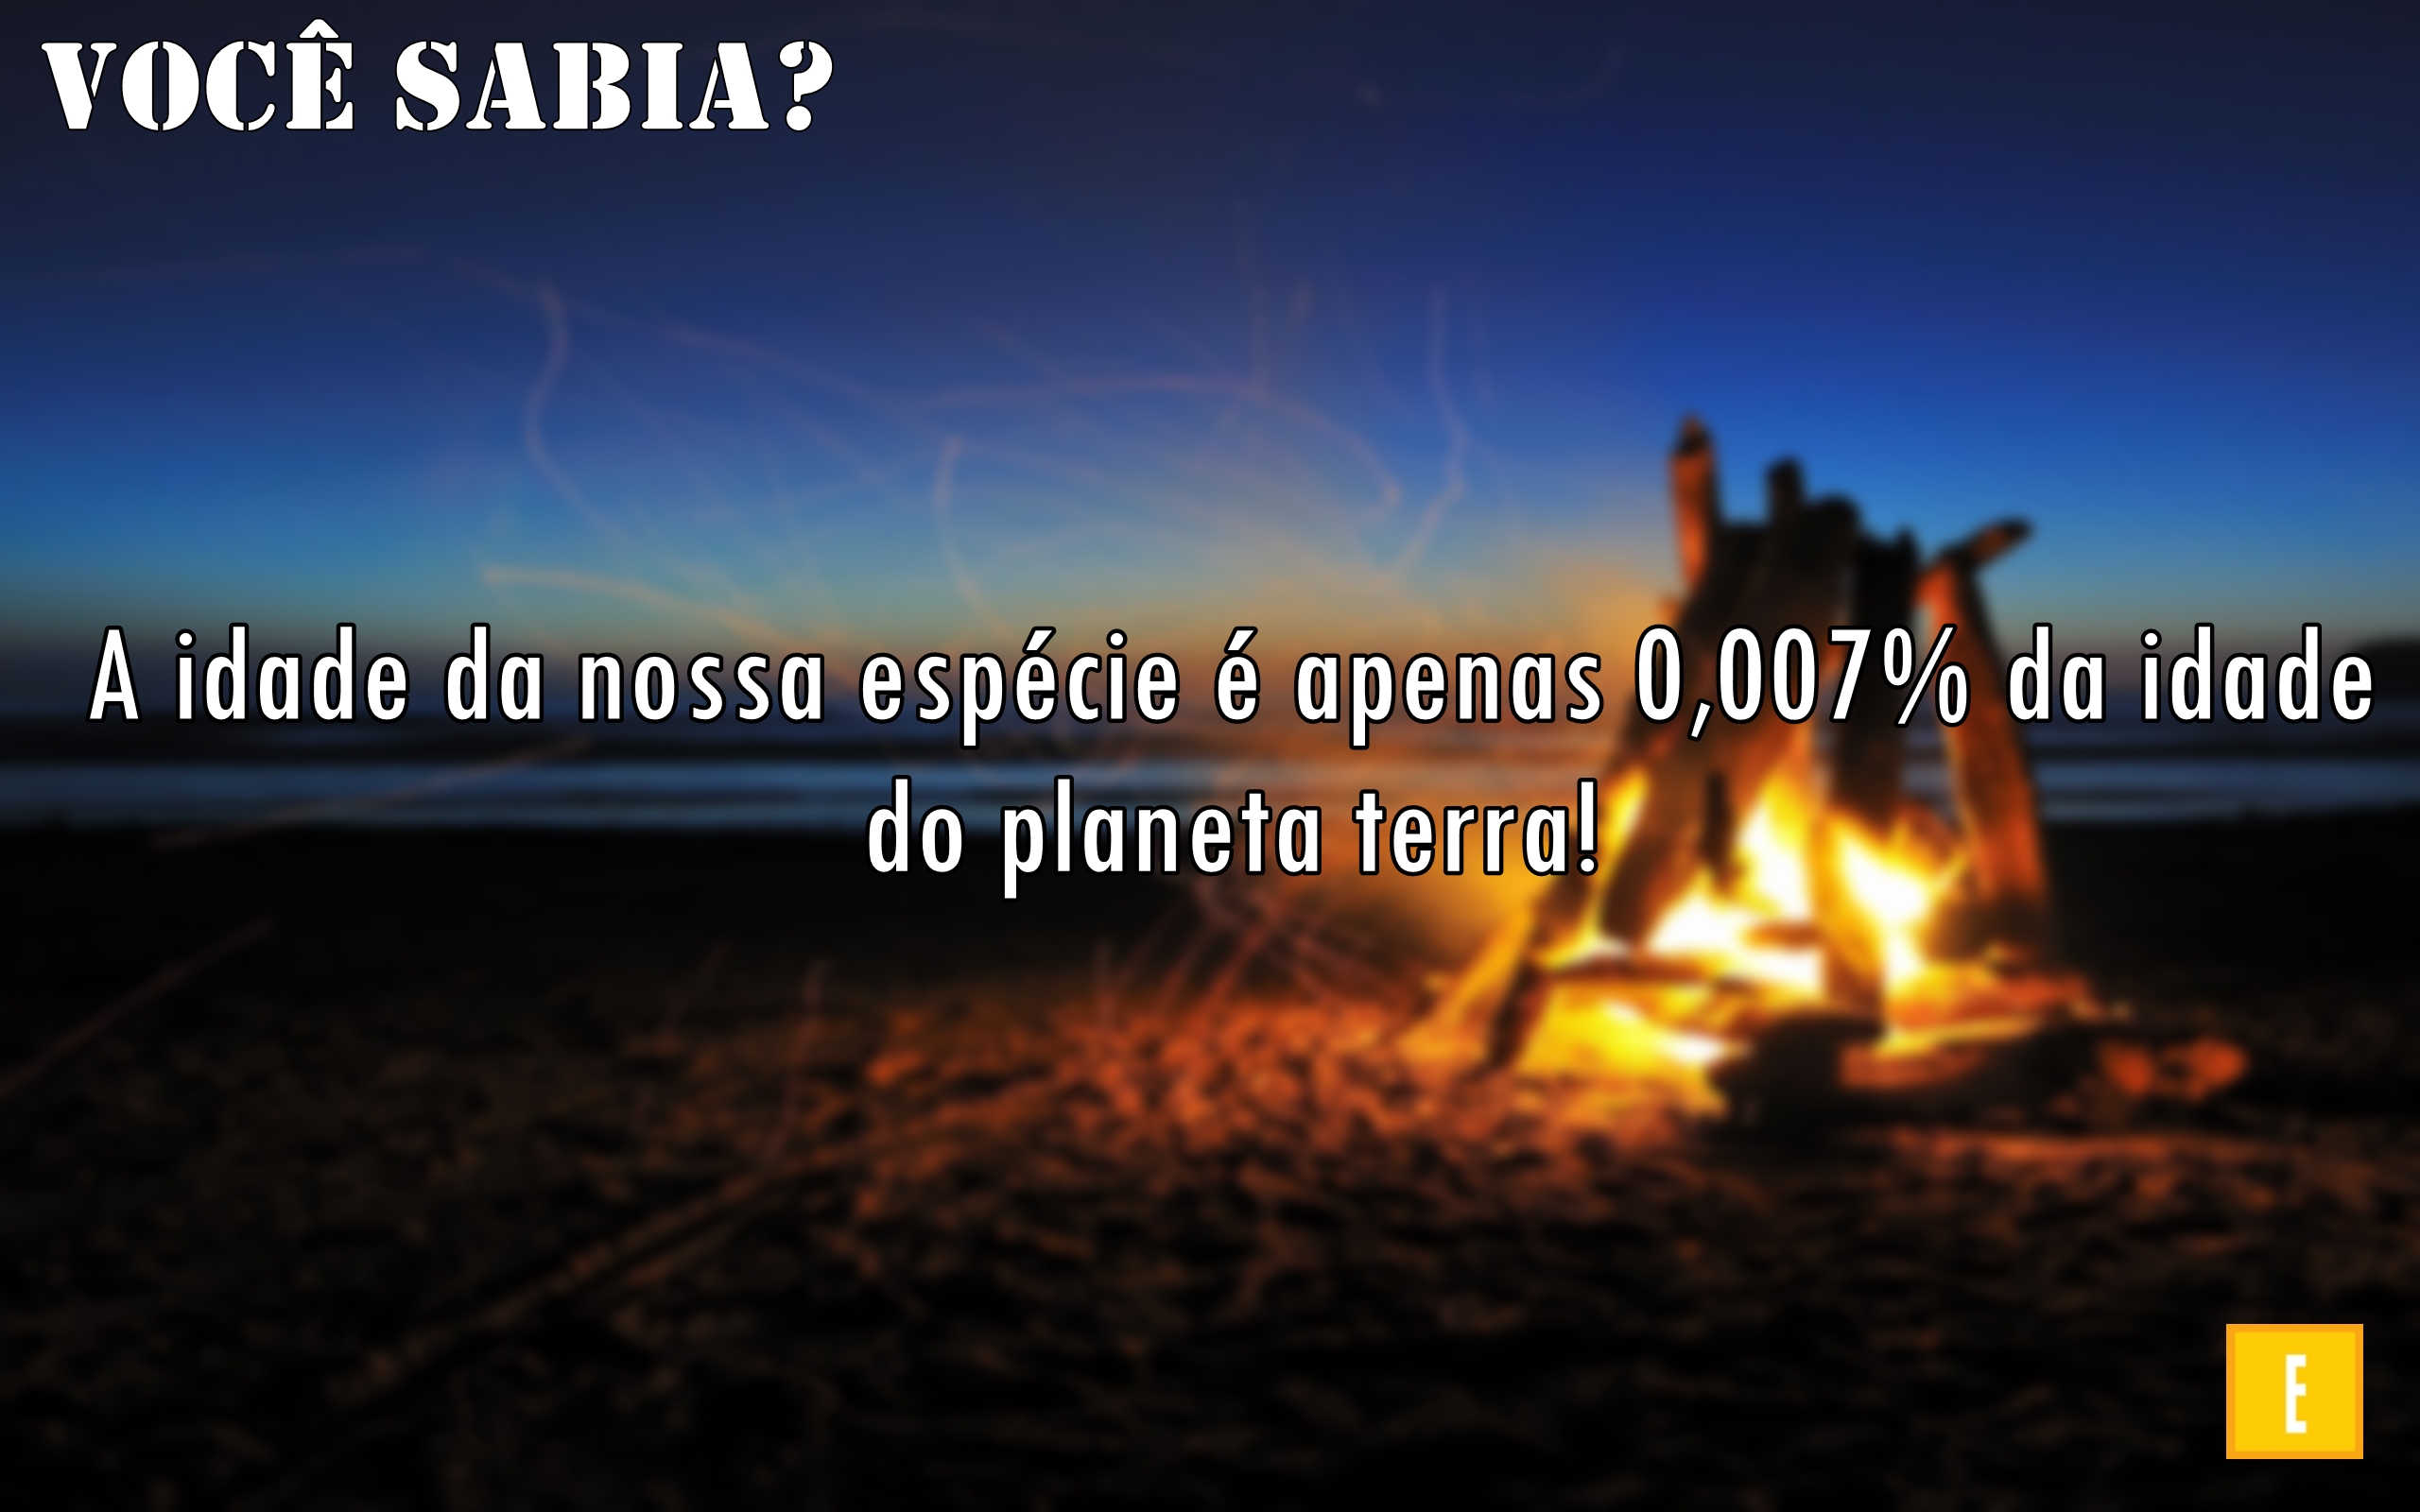 VOCÊ SABIA?
A idade da nossa espécie é apenas 0,007% da idade
do planeta terra!
E